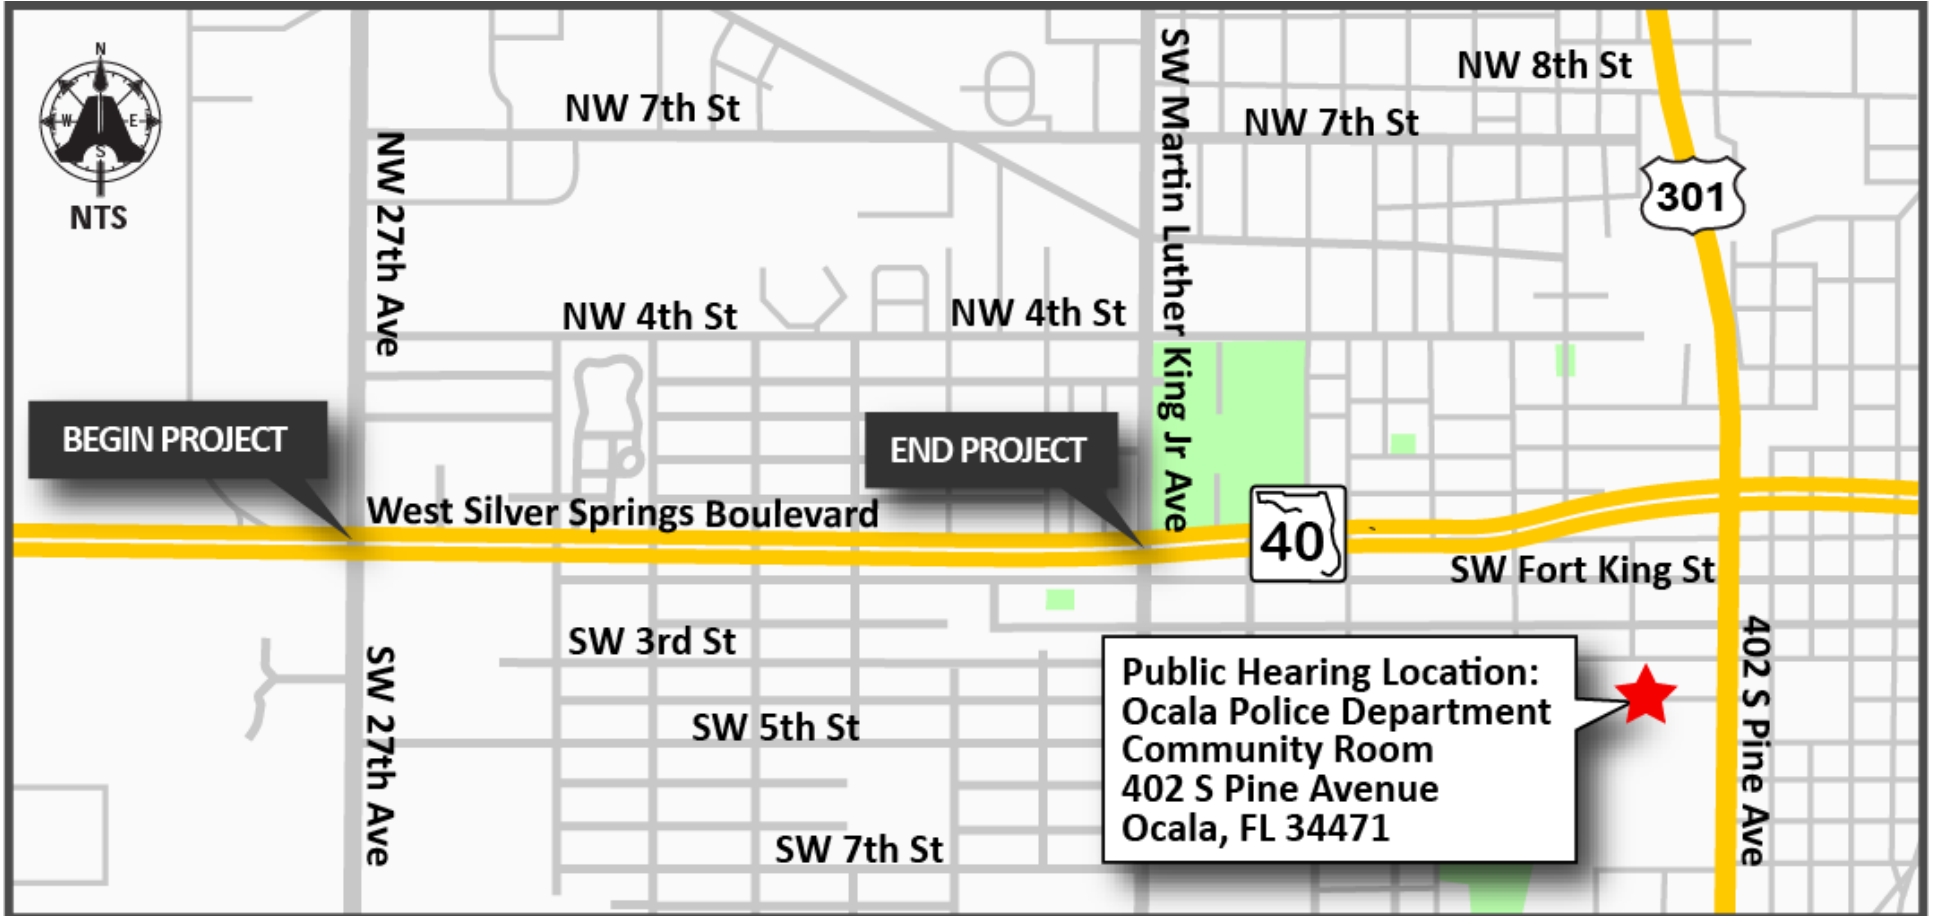 N
W
E
S
NTS
NW 8th St
NW 7th St
NW 7th St
SW Martin Luther King Jr Ave
NW 27th Ave
301
NW 4th St
NW 4th St
BEGIN PROJECT
END PROJECT
West Silver Springs Boulevard
40
SW Fort King St
SW 3rd St
SW 27th Ave
402 S Pine Ave
Public Hearing Location:
Ocala Police Department
Community Room
402 S Pine Avenue
Ocala, FL 34471
SW 5th St
SW 7th St